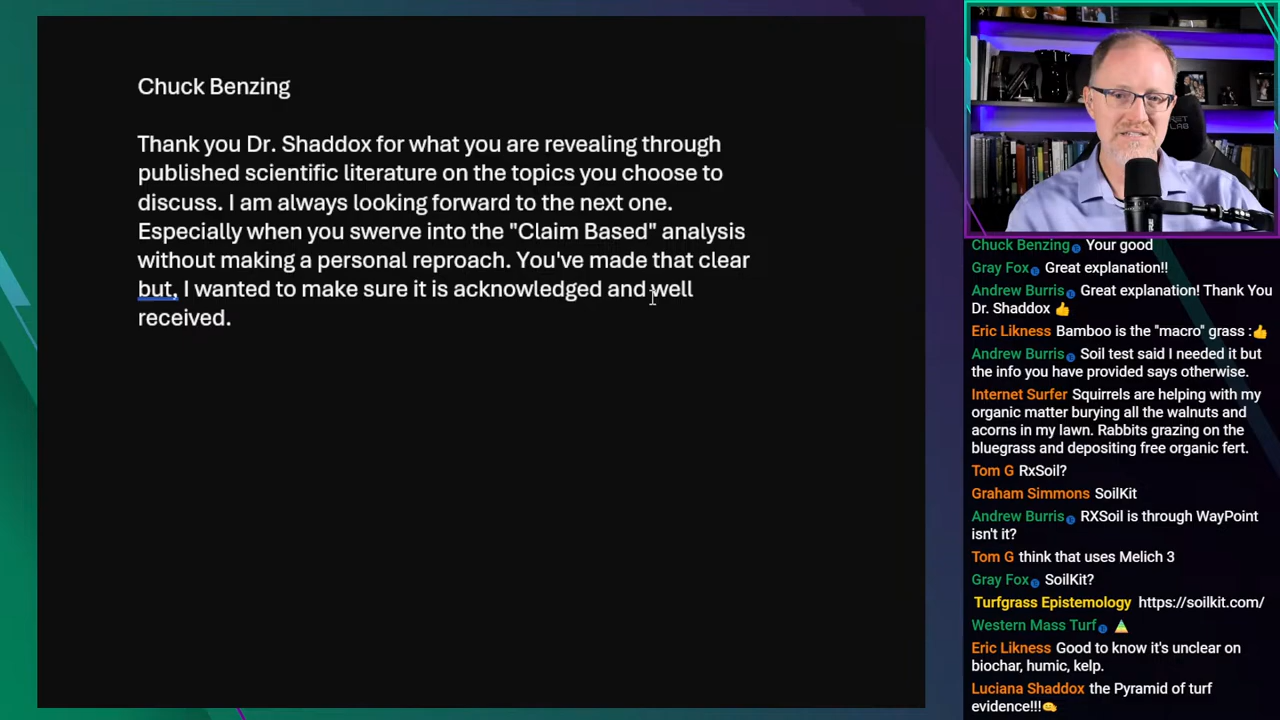 Chuck Benzing
Thank you Dr. Shaddox for what you are revealing through
published scientific literature on the topics you choose to
discuss. I am always looking forward to the next one.
Especially when you swerve into the "Claim Based" analysis
without making a personal reproach. You've made that clear
but, I wanted to make sure it is acknowledged and well
received.
Chuck Benzing Your good
Gray Fox Great explanation!!
Andrew Burris Great explanation! Thank You
Dr. Shaddox 👍
Eric Likness Bamboo is the "macro" grass :👍
Andrew Burris Soil test said I needed it but
the info you have provided says otherwise.
Internet Surfer Squirrels are helping with my
organic matter burying all the walnuts and
acorns in my lawn. Rabbits grazing on the
bluegrass and depositing free organic fert.
Tom G RxSoil?
Graham Simmons SoilKit
Andrew Burris RXSoil is through WayPoint
isn't it?
Tom G think that uses Melich 3
Gray Fox SoilKit?
Turfgrass Epistemology https://soilkit.com/
Western Mass Turf
Eric Likness Good to know it's unclear on
biochar, humic, kelp.
Luciana Shaddox the Pyramid of turf
evidence!!!